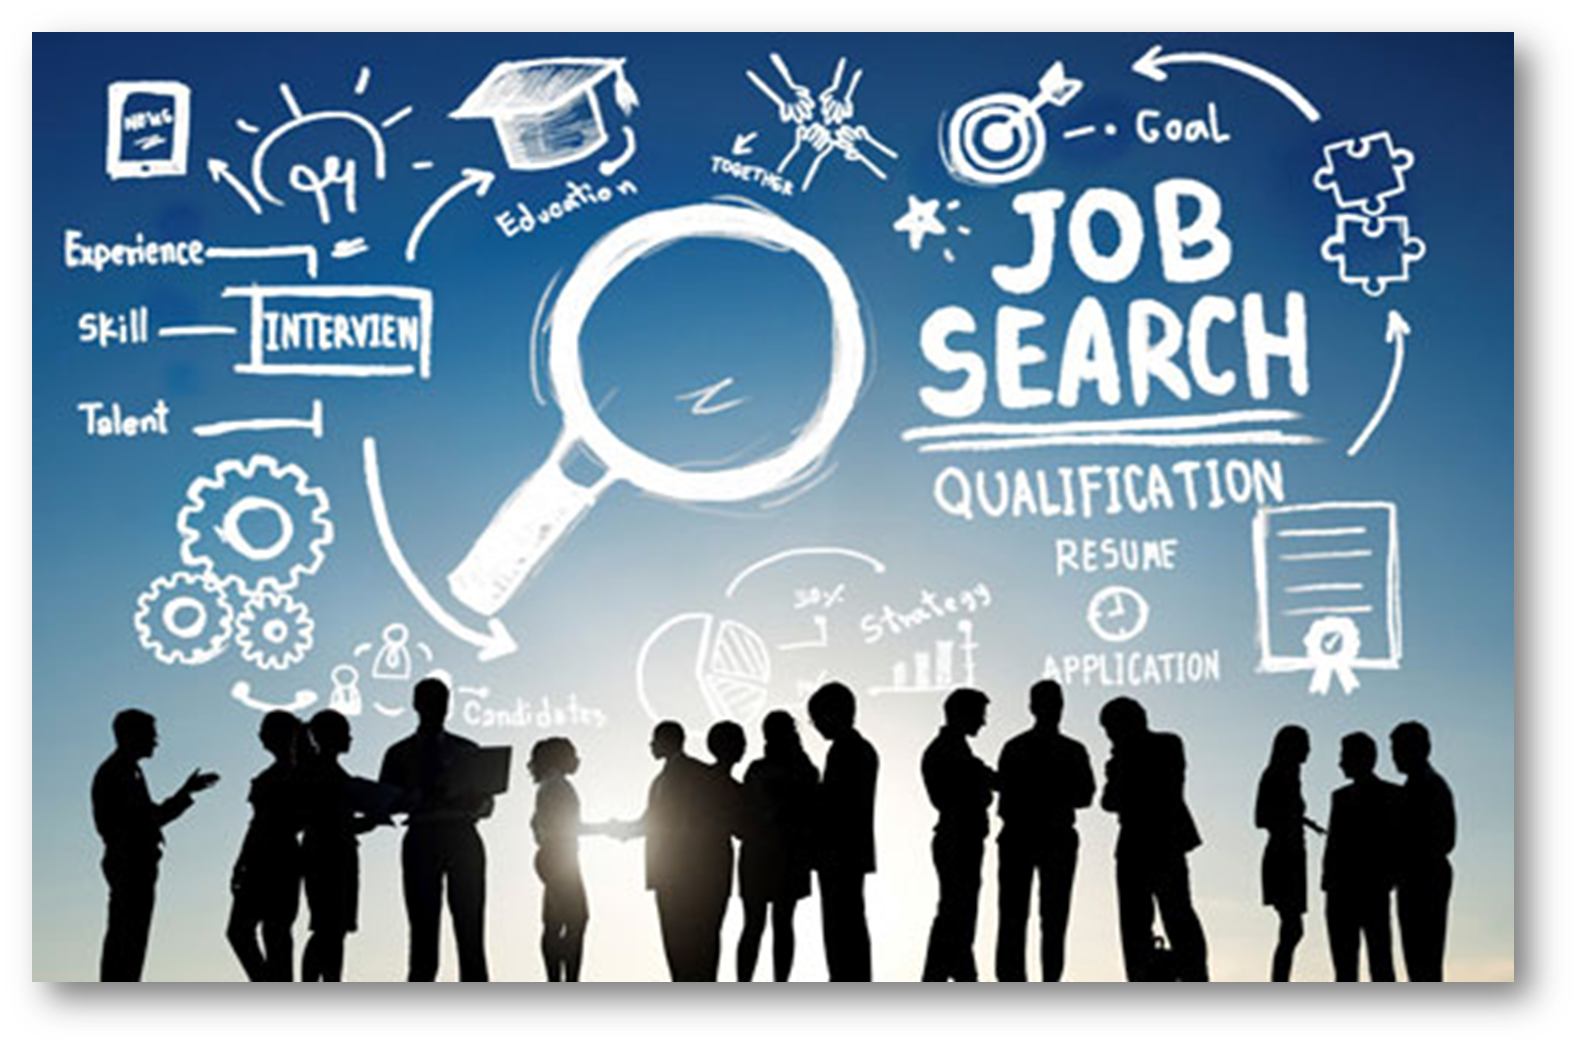 NEWS
Education
TOGETHER
GOAL
Experience
Skill
INTERVIEW
Talent
JOB
SEARCH
QUALIFICATION
RESUME
APPLICATION
30%
Strategy
Candidates